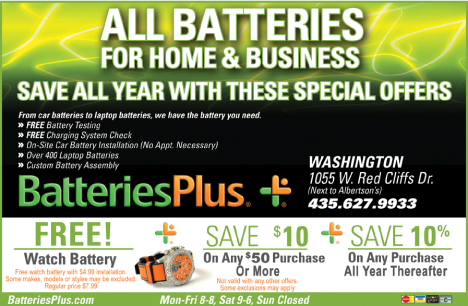 ALL BATTERIES
FOR HOME & BUSINESS
SAVE ALL YEAR WITH THESE SPECIAL OFFERS
From car batteries to laptop batteries, we have the battery you need.
» FREE Battery Testing
» FREE Charging System Check
» On-Site Car Battery Installation (No Appt. Necessary)
» Over 400 Laptop Batteries
» Custom Battery Assembly
BatteriesPlus.
WASHINGTON
1055 W. Red Cliffs Dr.
(Next to Albertson's)
435.627.9933
FREE!
Watch Battery
Free watch battery with $4.99 installation.
Some makes, models or styles may be excluded.
Regular price $7.99
SAVE $10
On Any $50 Purchase
Or More
Not valid with any other offers.
Some exclusions may apply
SAVE 10%
On Any Purchase
All Year Thereafter
BatteriesPlus.com
Mon-Fri 8-8, Sat 9-6, Sun Closed